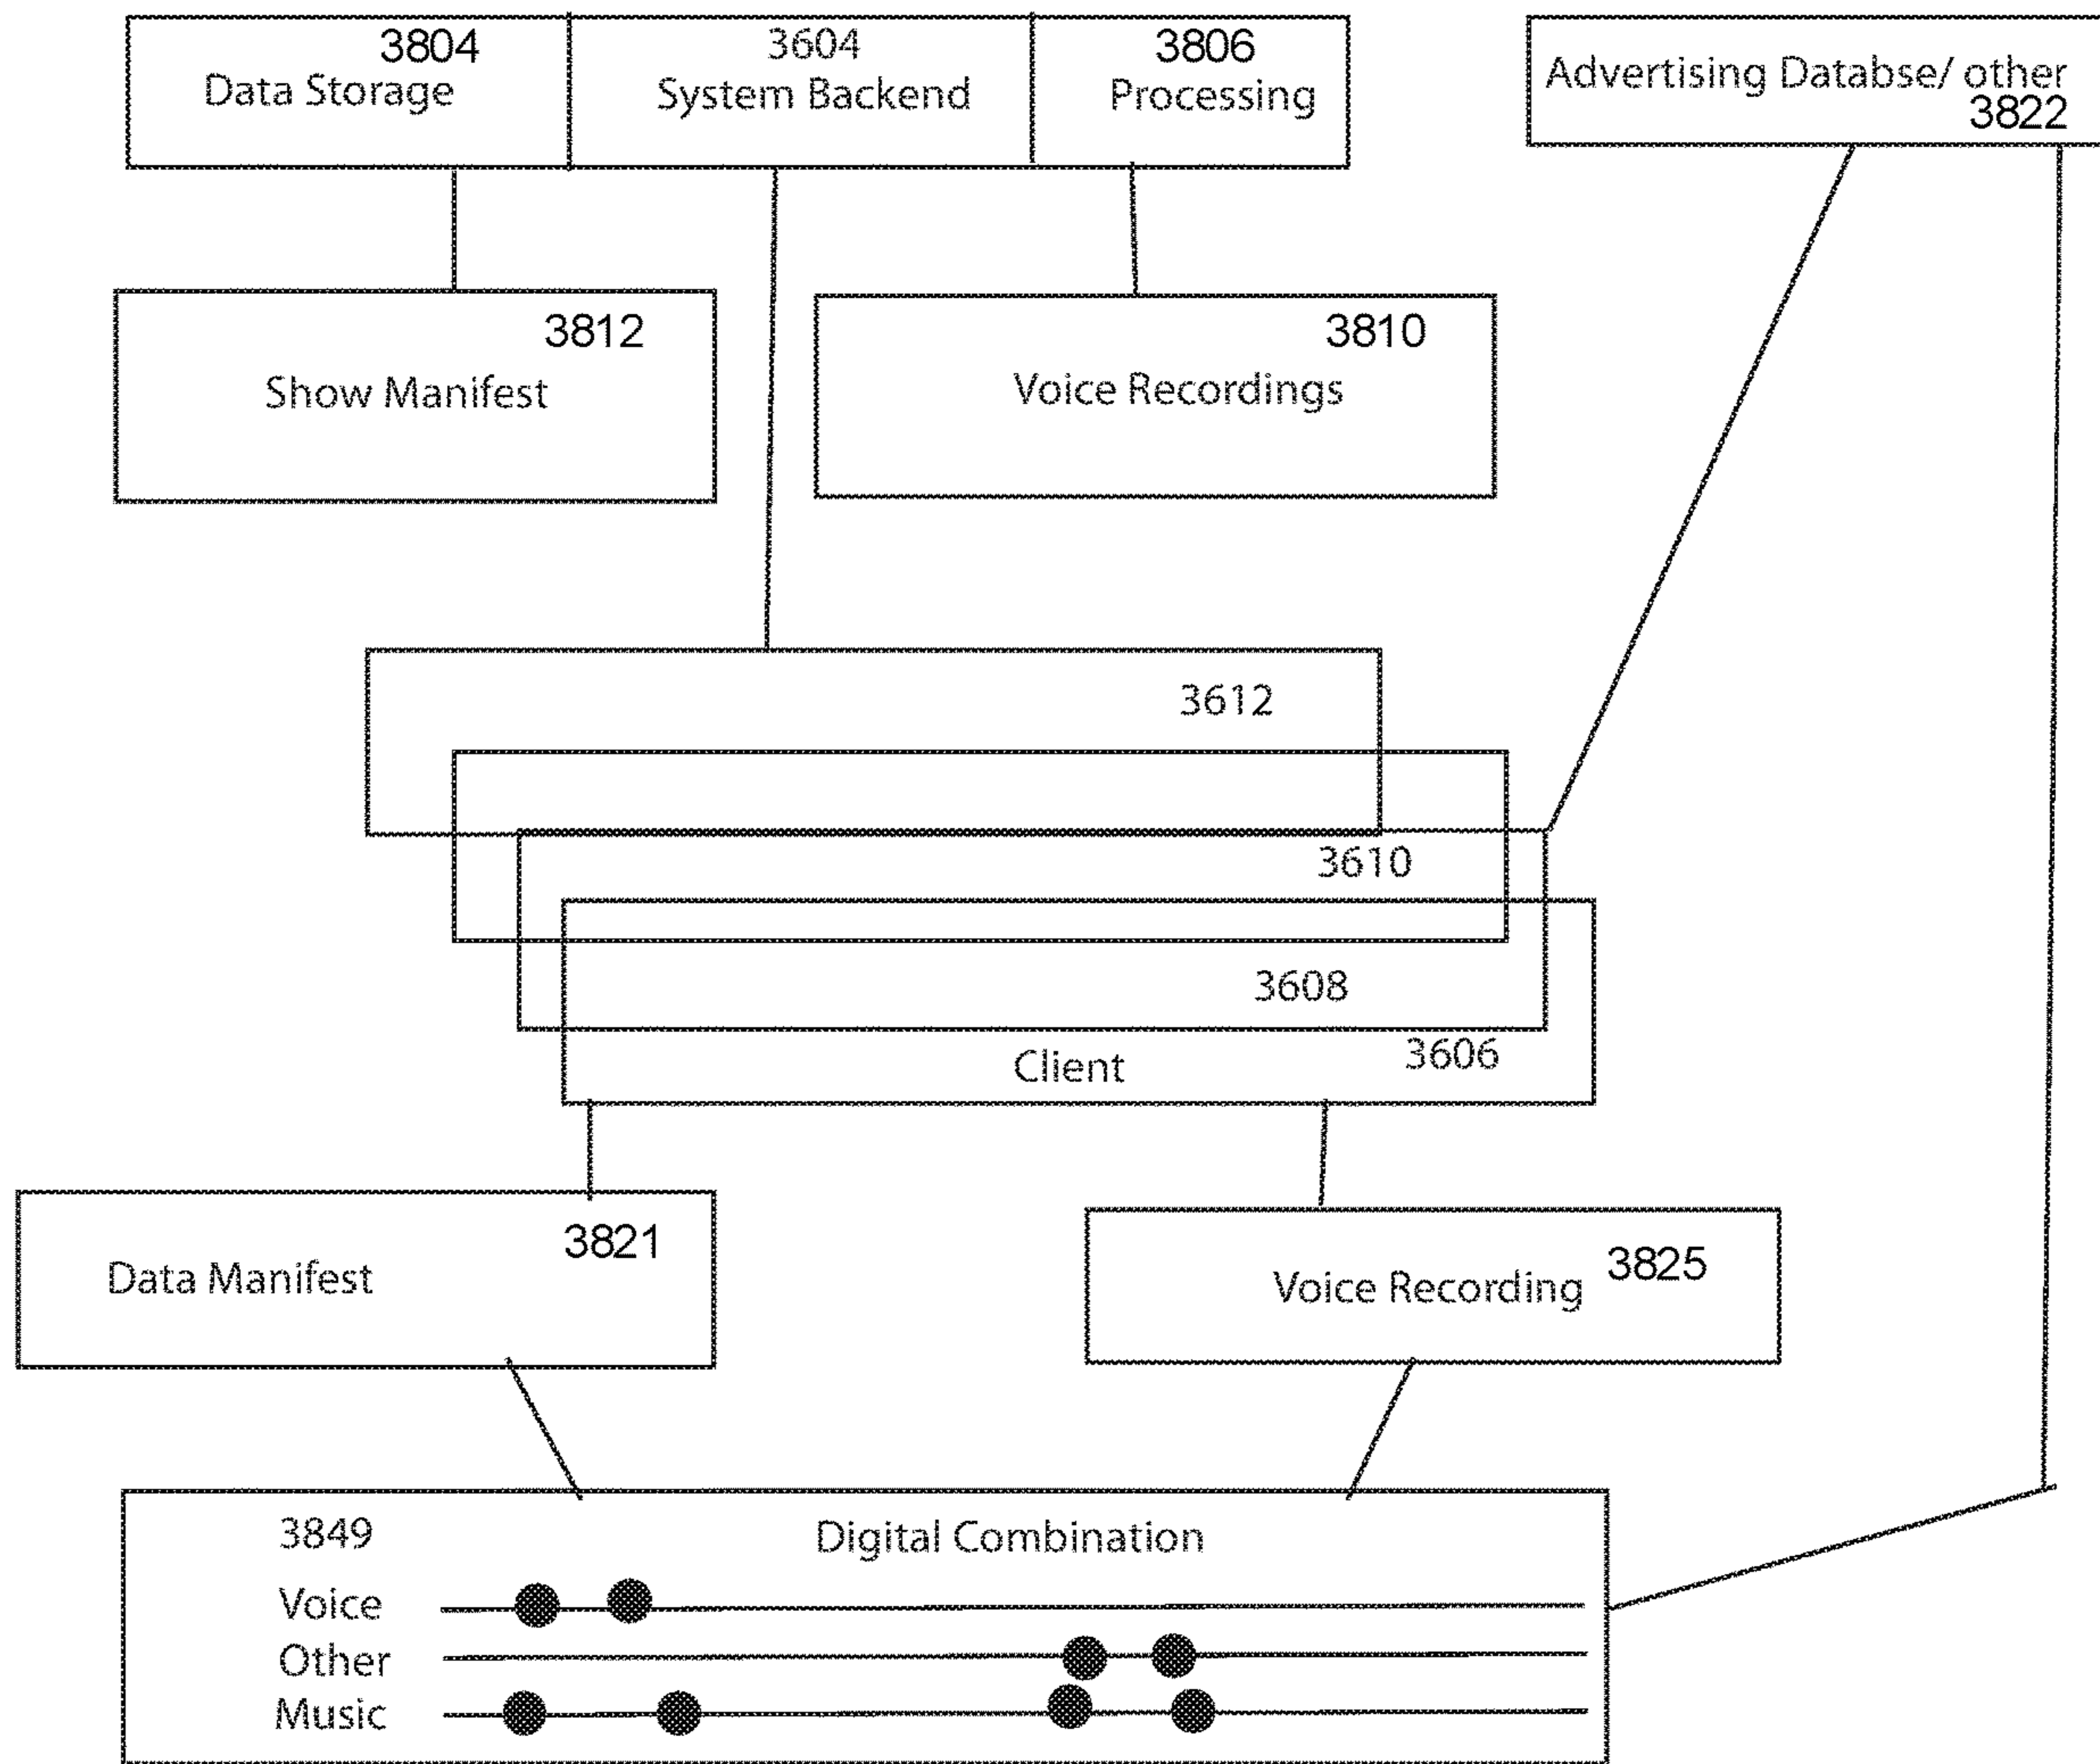 3804
Data Storage
3604
System Backend
3806
Processing
Advertising Databse/ other
3822
3812
Show Manifest
3810
Voice Recordings
3612
3610
3608
3606
Client
3821
Data Manifest
Voice Recording 3825
3849 Digital Combination
Voice
Other
Music